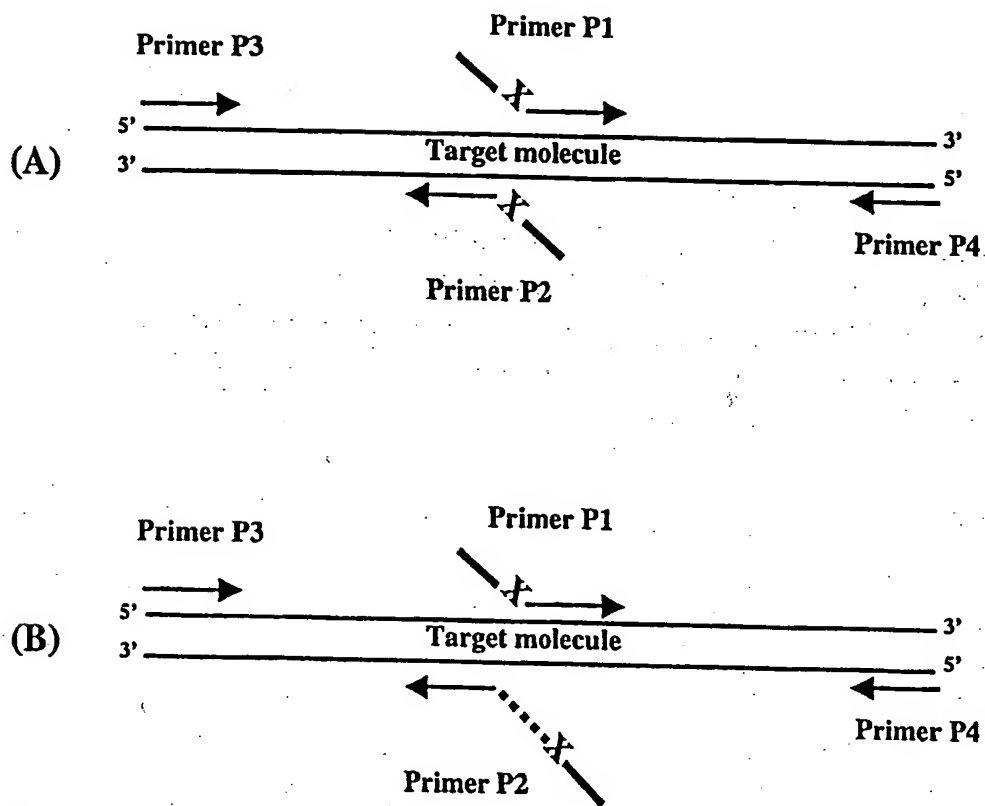 Primer P1
Primer P3
X
5' 3'
(A) Target molecule
3' 5'
X
Primer P4
Primer P2
Primer P1
Primer P3
X
5' 3'
(B) Target molecule
3' 5'
X
Primer P4
Primer P2